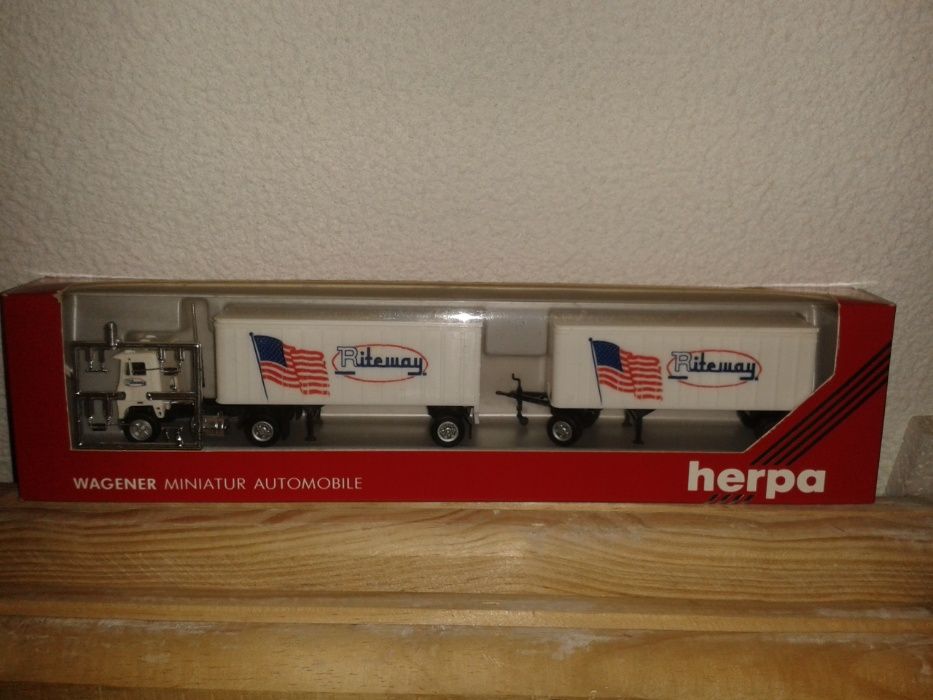 Riteway
Riteway
WAGENER MINIATUR AUTOMOBILE
herpa